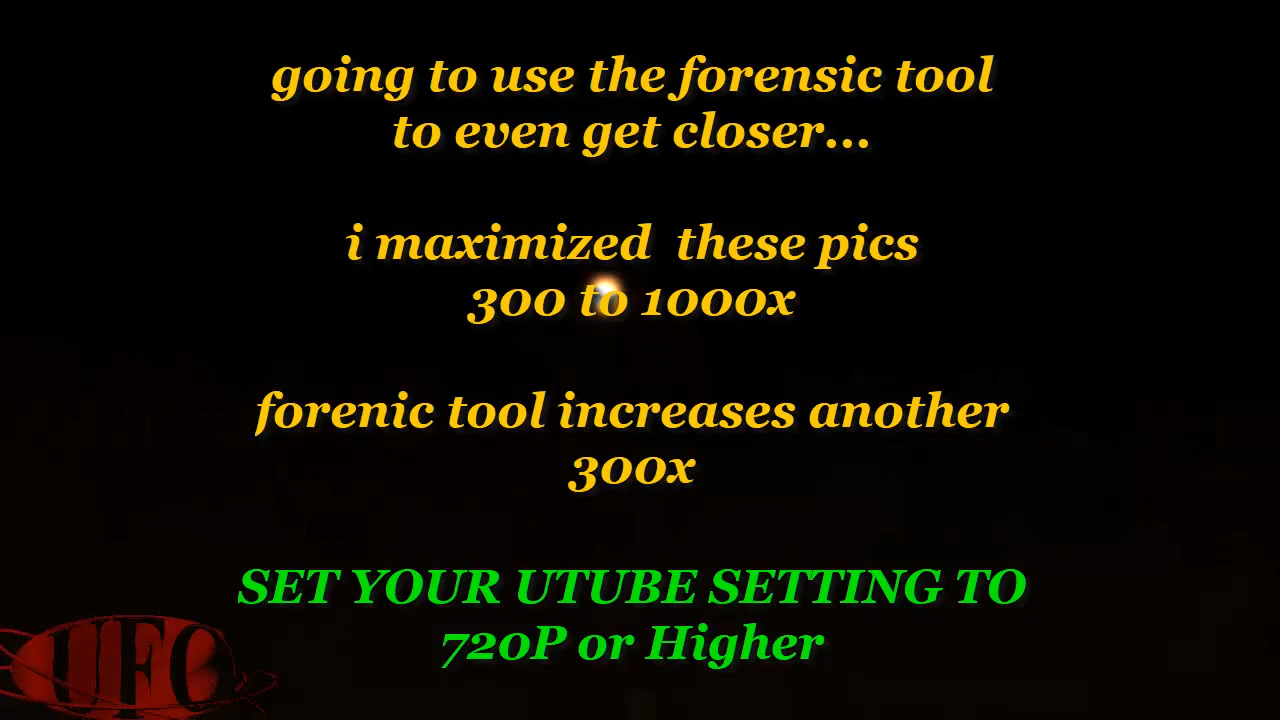 going to use the forensic tool
to even get closer...
i maximized these pics
300 to 1000x
forenic tool increases another
300x
SET YOUR UTUBE SETTING TO
720P or Higher
UFO